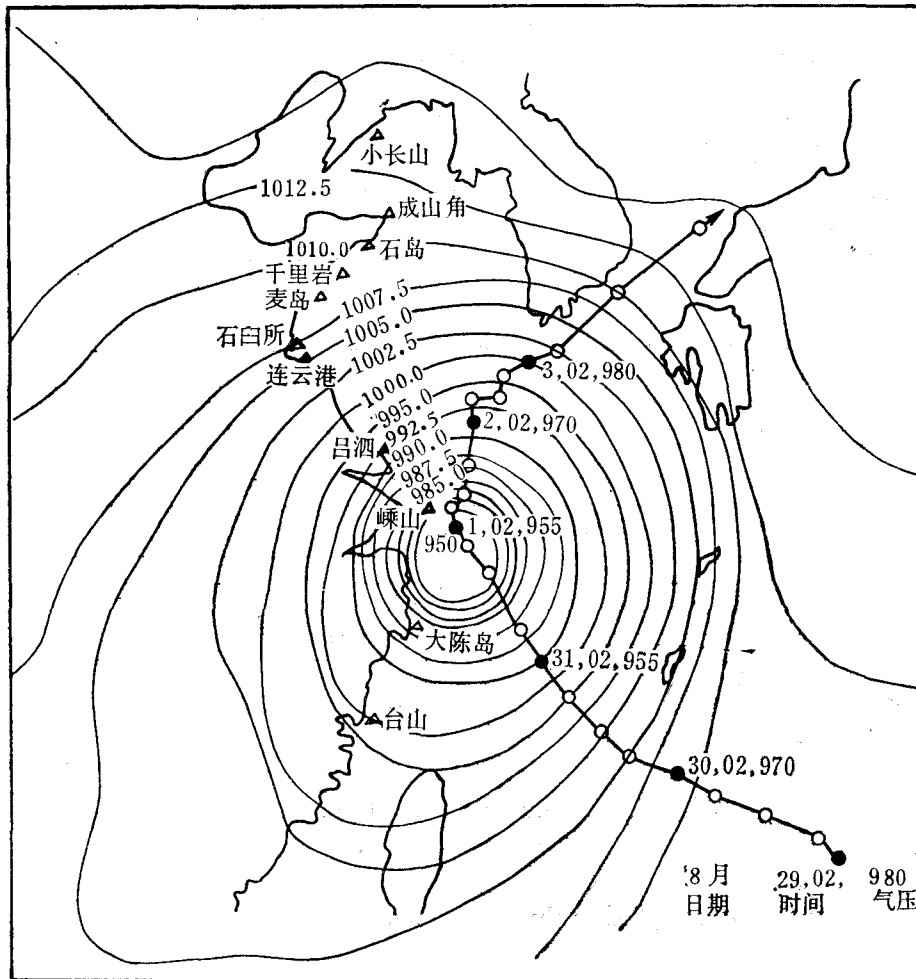 小长山
1012.5
成山角
1010.0
石岛
千里岩
麦岛
1007.5
石臼所
1005.0
连云港
1002.5
3,02,980
1000.0
995.0
2,02,970
992.5
吕泗
990.0
987.5
985.0
嵊山
1,02,955
950
大陈岛
31,02,955
台山
30,02,970
8月 29,02, 980
日期 时间 气压